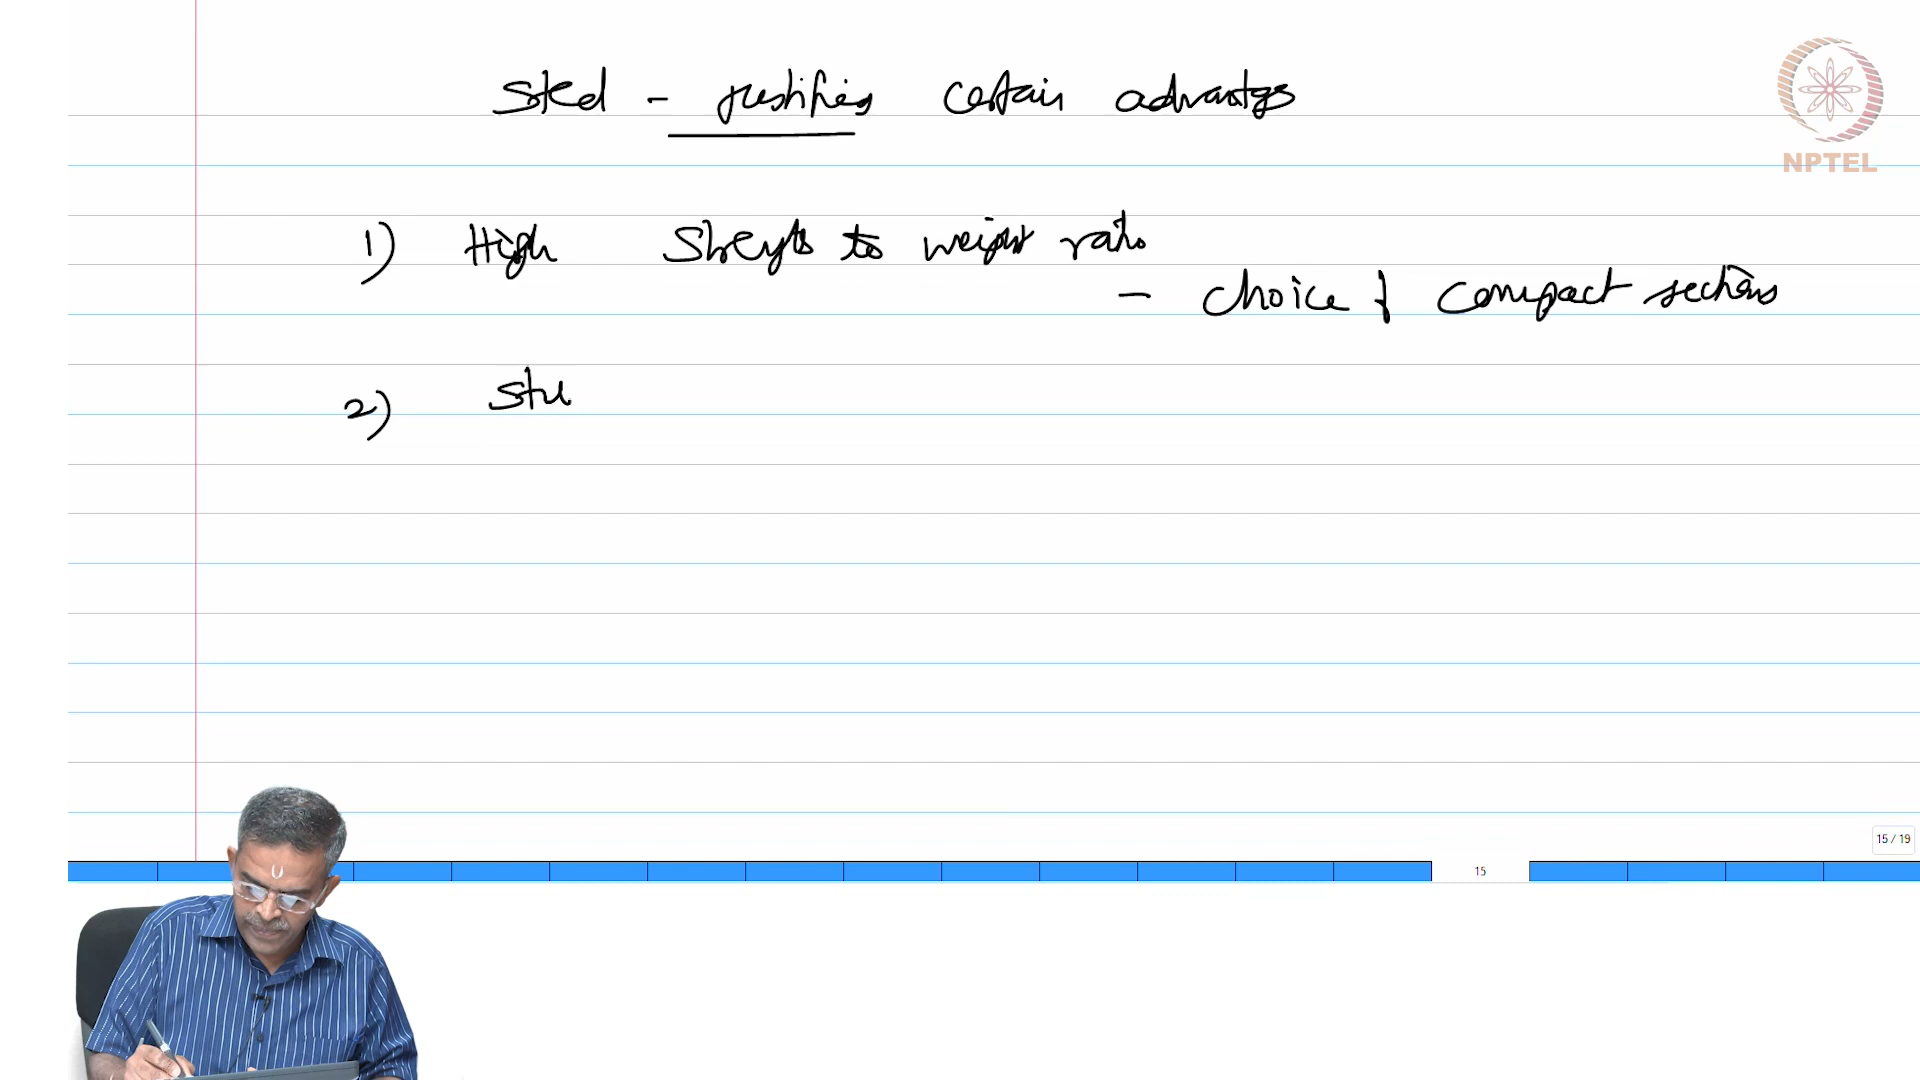 Steel - justifies certain advantages
NPTEL
1) High Strength to weight ratio
- choice of compact sections
2) Stu
15 / 19
15